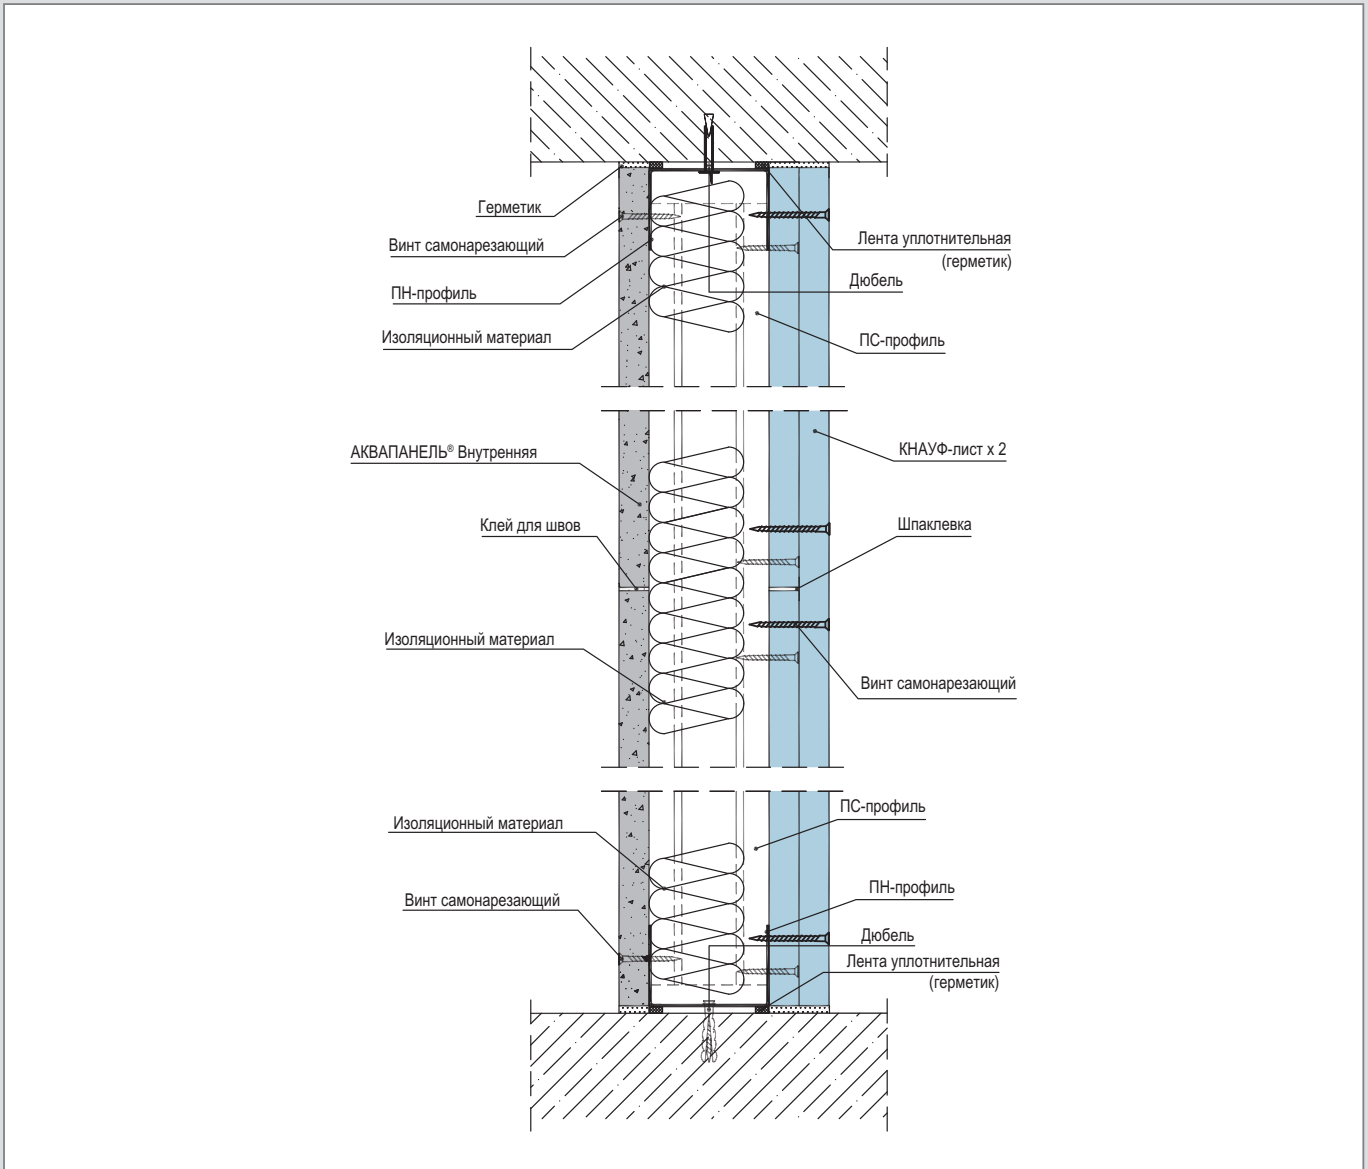 Герметик
Винт самонарезающий
ПН-профиль
Изоляционный материал
Лента уплотнительная
(герметик)
Дюбель
ПС-профиль
АКВАПАНЕЛЬ® Внутренняя
КНАУФ-лист х 2
Клей для швов
Шпаклевка
Изоляционный материал
Винт самонарезающий
Изоляционный материал
Винт самонарезающий
ПС-профиль
ПН-профиль
Дюбель
Лента уплотнительная
(герметик)